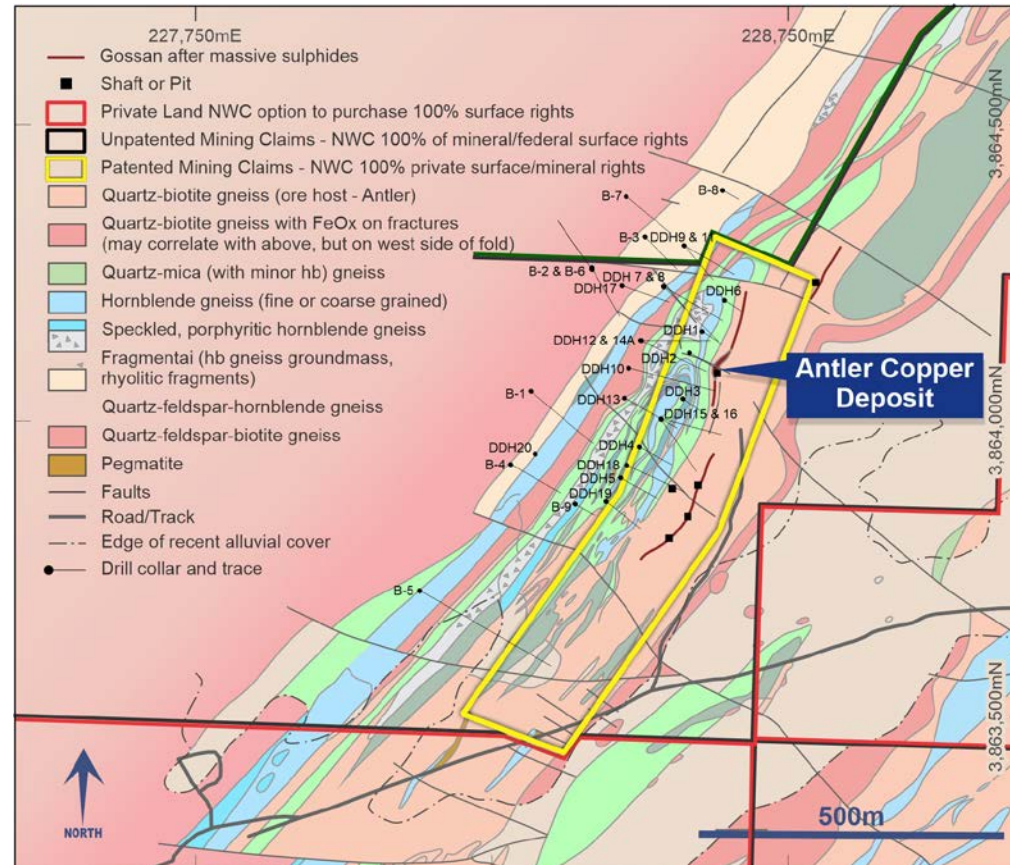 227,750mE
228,750mE
Gossan after massive sulphides
Shaft or Pit
Private Land NWC option to purchase 100% surface rights
Unpatented Mining Claims - NWC 100% of mineral/federal surface rights
Patented Mining Claims - NWC 100% private surface/mineral rights
Quartz-biotite gneiss (ore host - Antler)
Quartz-biotite gneiss with FeOx on fractures
(may correlate with above, but on west side of fold)
Quartz-mica (with minor hb) gneiss
Hornblende gneiss (fine or coarse grained)
Speckled, porphyritic hornblende gneiss
Fragmentai (hb gneiss groundmass,
rhyolitic fragments)
Quartz-feldspar-hornblende gneiss
Quartz-feldspar-biotite gneiss
Pegmatite
Faults
Road/Track
Edge of recent alluvial cover
Drill collar and trace
3,864,500mN
3,864,000mN
3,863,500mN
B-8
B-7
B-3
DDH9 & 11
B-2 & B-6
DDH 7 & 8
DDH17
DDH6
DDH1
DDH12 & 14A
DDH2
DDH10
B-1
DDH13
DDH3
DDH15 & 16
DDH4
DDH20
B-4
DDH18
DDH5
DDH19
B-9
B-5
Antler Copper
Deposit
NORTH
500m